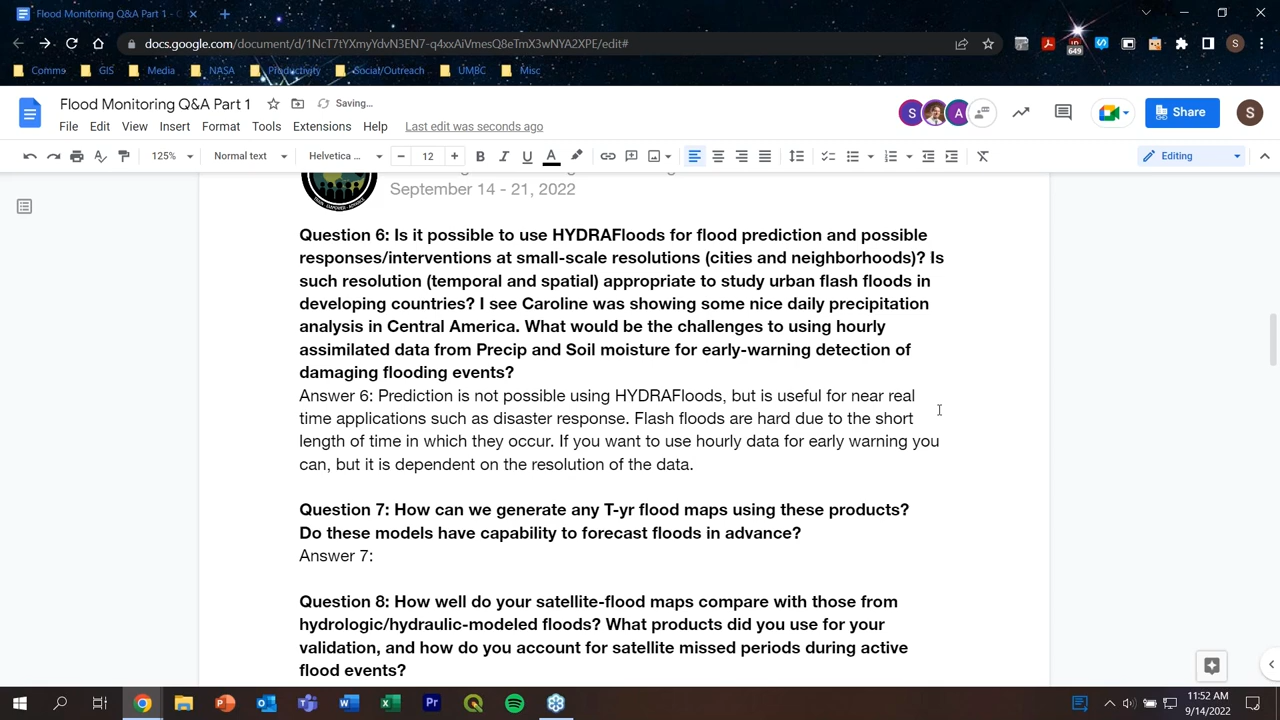 Flood Monitoring Q&A Part 1 - G
docs.google.com/document/d/1NcT7tYXmyYdvN3EN7-q4xxAiVmesQ8eTmX3wNYA2XPE/edit#
649
S
Comms GIS Media NASA Productivity Social/Outreach UMBC Misc
Flood Monitoring Q&A Part 1 Saving...
S A Share S
File Edit View Insert Format Tools Extensions Help Last edit was seconds ago
125% Normal text Helvetica ... 12 B I U A Editing
September 14 - 21, 2022
Question 6: Is it possible to use HYDRAFloods for flood prediction and possible
responses/interventions at small-scale resolutions (cities and neighborhoods)? Is
such resolution (temporal and spatial) appropriate to study urban flash floods in
developing countries? I see Caroline was showing some nice daily precipitation
analysis in Central America. What would be the challenges to using hourly
assimilated data from Precip and Soil moisture for early-warning detection of
damaging flooding events?
Answer 6: Prediction is not possible using HYDRAFloods, but is useful for near real
time applications such as disaster response. Flash floods are hard due to the short
length of time in which they occur. If you want to use hourly data for early warning you
can, but it is dependent on the resolution of the data.
Question 7: How can we generate any T-yr flood maps using these products?
Do these models have capability to forecast floods in advance?
Answer 7:
Question 8: How well do your satellite-flood maps compare with those from
hydrologic/hydraulic-modeled floods? What products did you use for your
validation, and how do you account for satellite missed periods during active
flood events?
11:52 AM
9/14/2022